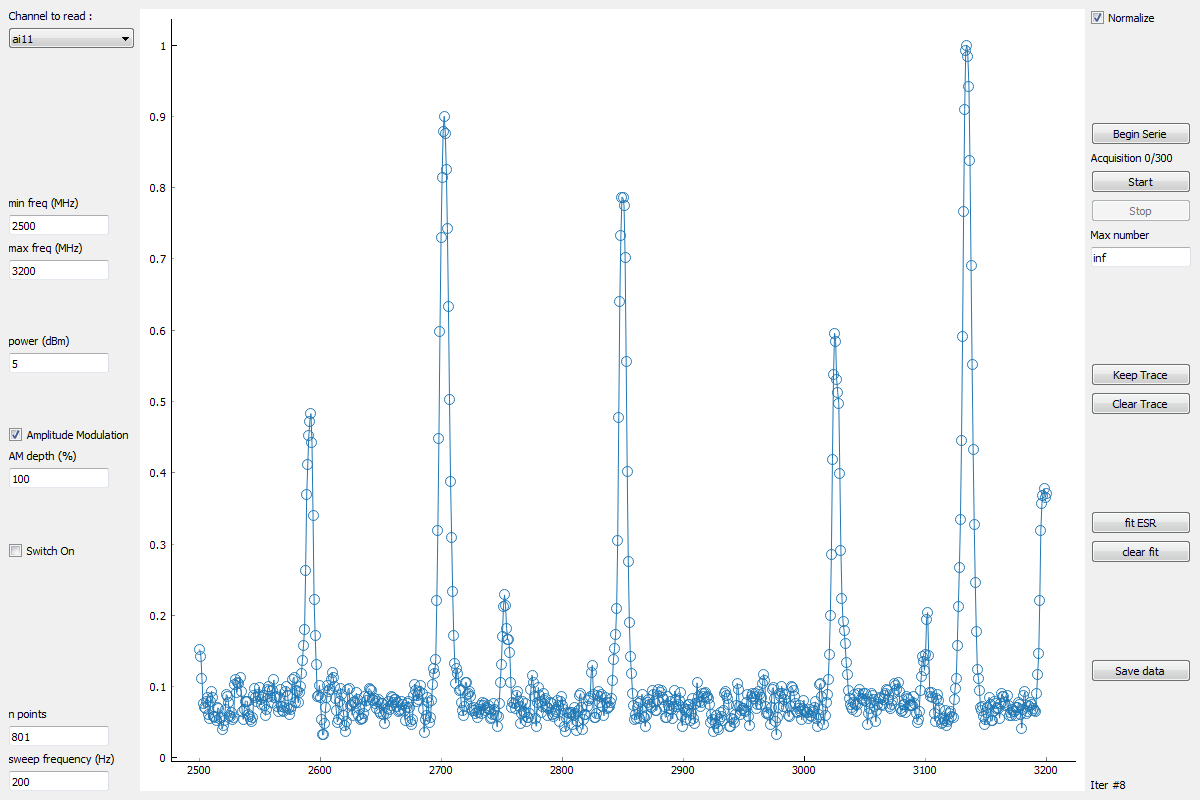 Channel to read :
ai11
min freq (MHz)
2500
max freq (MHz)
3200
power (dBm)
5
Amplitude Modulation
AM depth (%)
100
Switch On
n points
801
sweep frequency (Hz)
200
1
0.9
0.8
0.7
0.6
0.5
0.4
0.3
0.2
0.1
0
2500 2600 2700 2800 2900 3000 3100 3200
Normalize
Begin Serie
Acquisition 0/300
Start
Stop
Max number
inf
Keep Trace
Clear Trace
fit ESR
clear fit
Save data
Iter #8